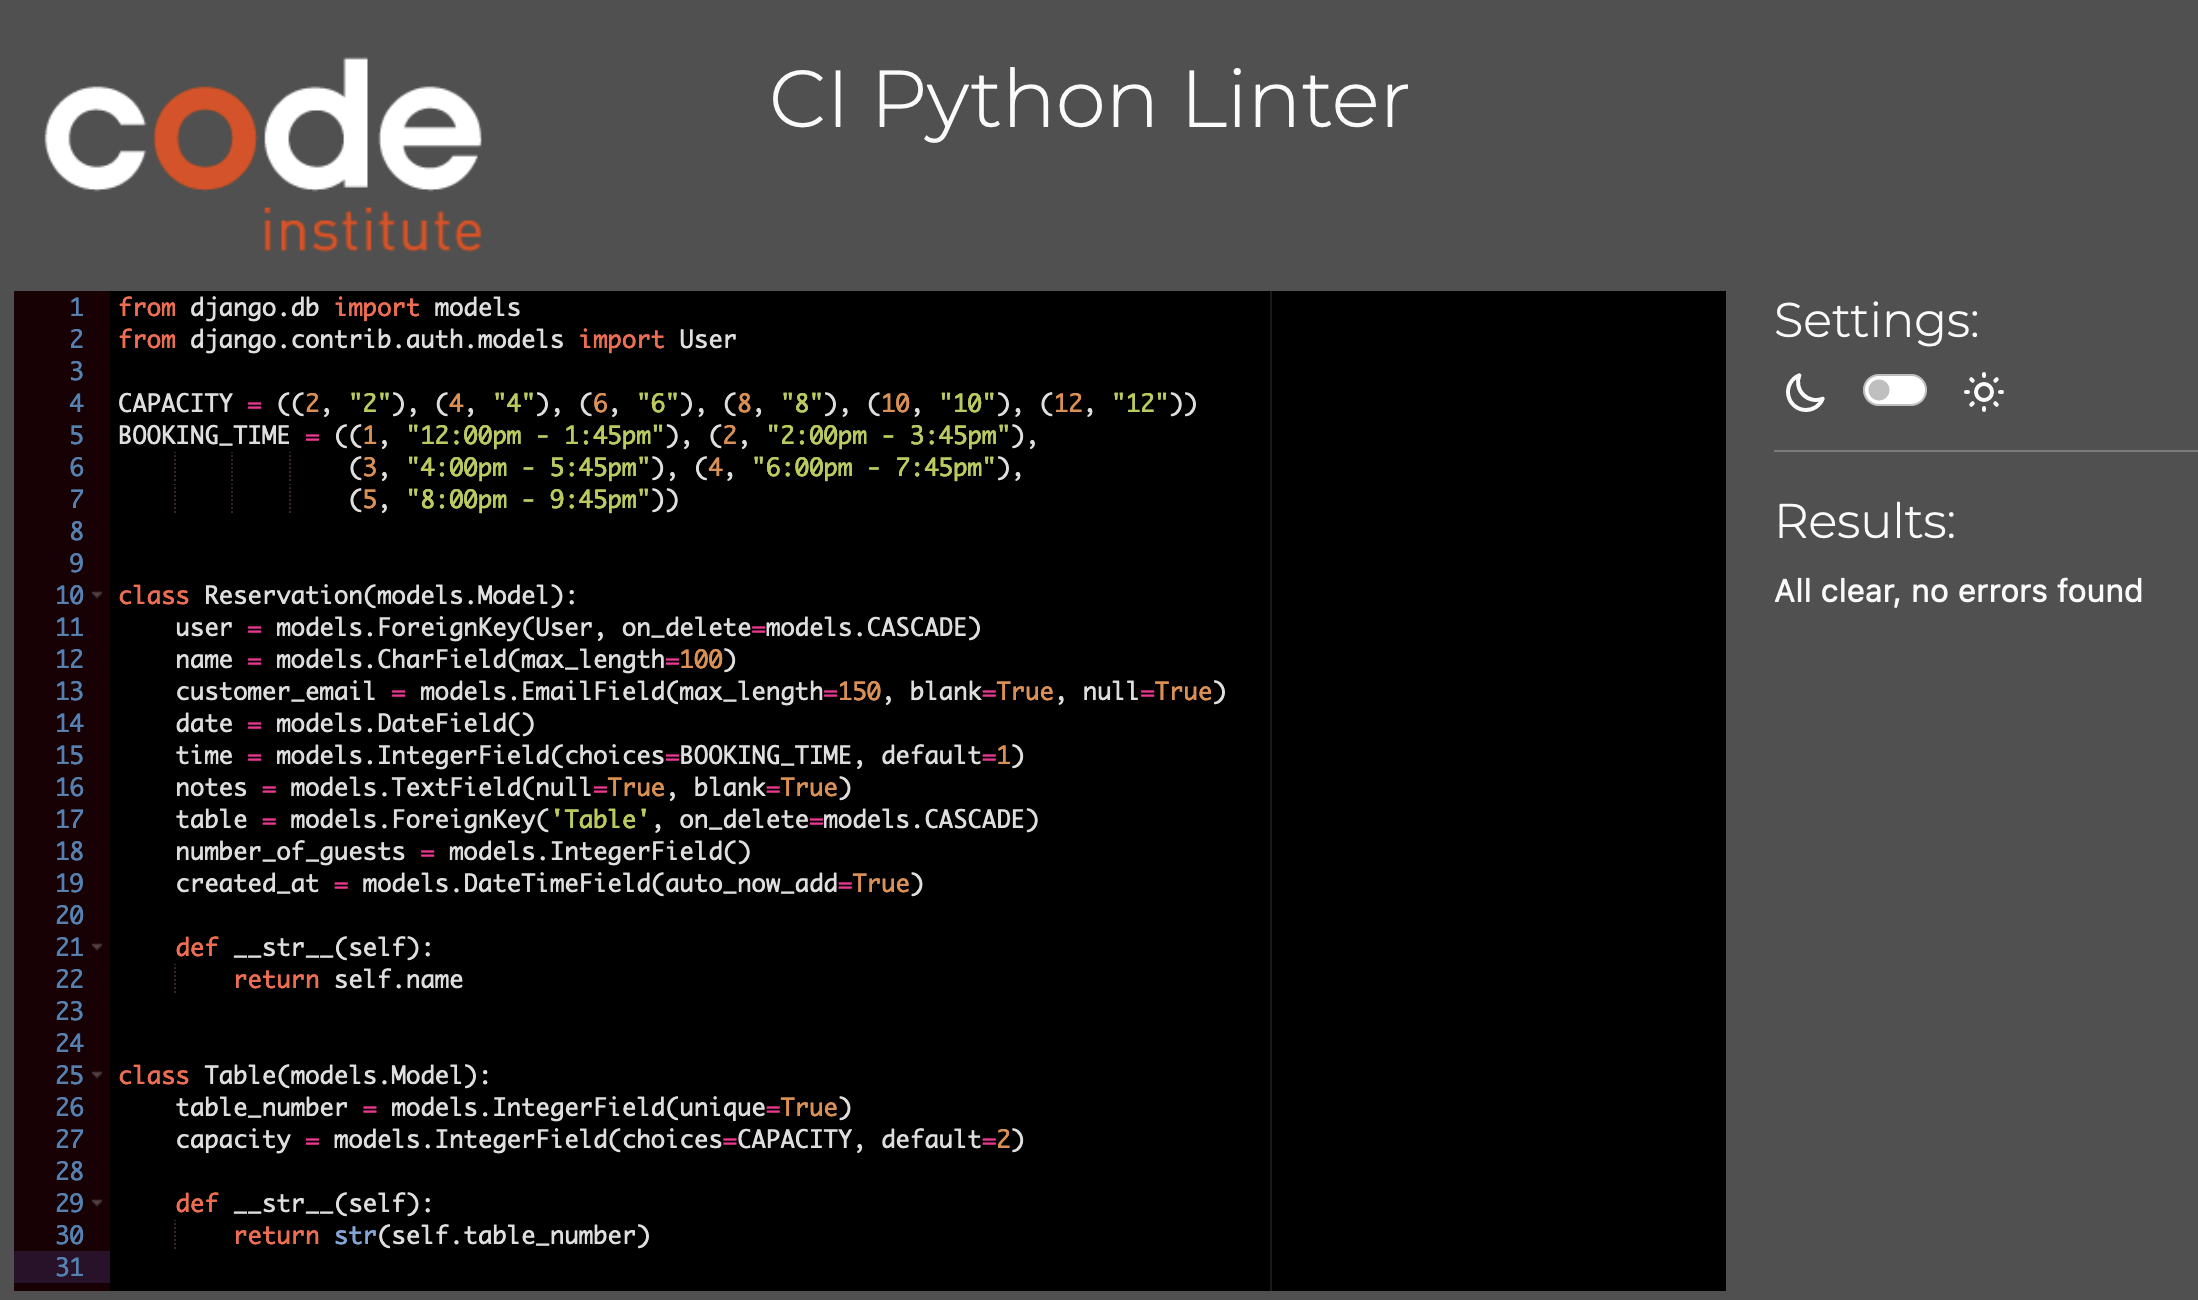 code
institute
CI Python Linter
1 from django.db import models
2 from django.contrib.auth.models import User
3
4 CAPACITY = ((2, "2"), (4, "4"), (6, "6"), (8, "8"), (10, "10"), (12, "12"))
5 BOOKING_TIME = ((1, "12:00pm - 1:45pm"), (2, "2:00pm - 3:45pm"),
6                 (3, "4:00pm - 5:45pm"), (4, "6:00pm - 7:45pm"),
7                 (5, "8:00pm - 9:45pm"))
8
9
10 class Reservation(models.Model):
11     user = models.ForeignKey(User, on_delete=models.CASCADE)
12     name = models.CharField(max_length=100)
13     customer_email = models.EmailField(max_length=150, blank=True, null=True)
14     date = models.DateField()
15     time = models.IntegerField(choices=BOOKING_TIME, default=1)
16     notes = models.TextField(null=True, blank=True)
17     table = models.ForeignKey('Table', on_delete=models.CASCADE)
18     number_of_guests = models.IntegerField()
19     created_at = models.DateTimeField(auto_now_add=True)
20
21     def __str__(self):
22         return self.name
23
24
25 class Table(models.Model):
26     table_number = models.IntegerField(unique=True)
27     capacity = models.IntegerField(choices=CAPACITY, default=2)
28
29     def __str__(self):
30         return str(self.table_number)
31
Settings:
Results:
All clear, no errors found